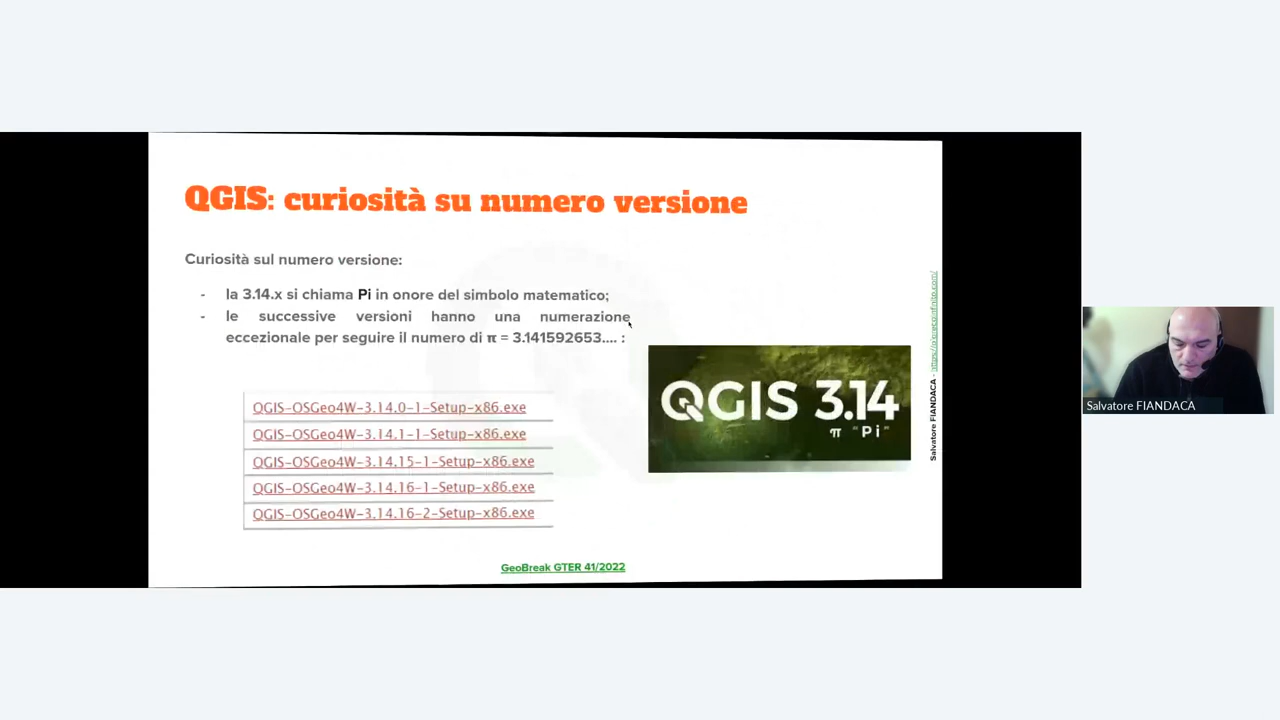 QGIS: curiosità su numero versione
Curiosità sul numero versione:
- la 3.14.x si chiama Pi in onore del simbolo matematico;
- le successive versioni hanno una numerazione
eccezionale per seguire il numero di π = 3.141592653.... :
QGIS-OSGeo4W-3.14.0-1-Setup-x86.exe
QGIS-OSGeo4W-3.14.1-1-Setup-x86.exe
QGIS-OSGeo4W-3.14.15-1-Setup-x86.exe
QGIS-OSGeo4W-3.14.16-1-Setup-x86.exe
QGIS-OSGeo4W-3.14.16-2-Setup-x86.exe
QGIS 3.14
π "Pi"
Salvatore FIANDACA -
GeoBreak GTER 41/2022
Salvatore FIANDACA